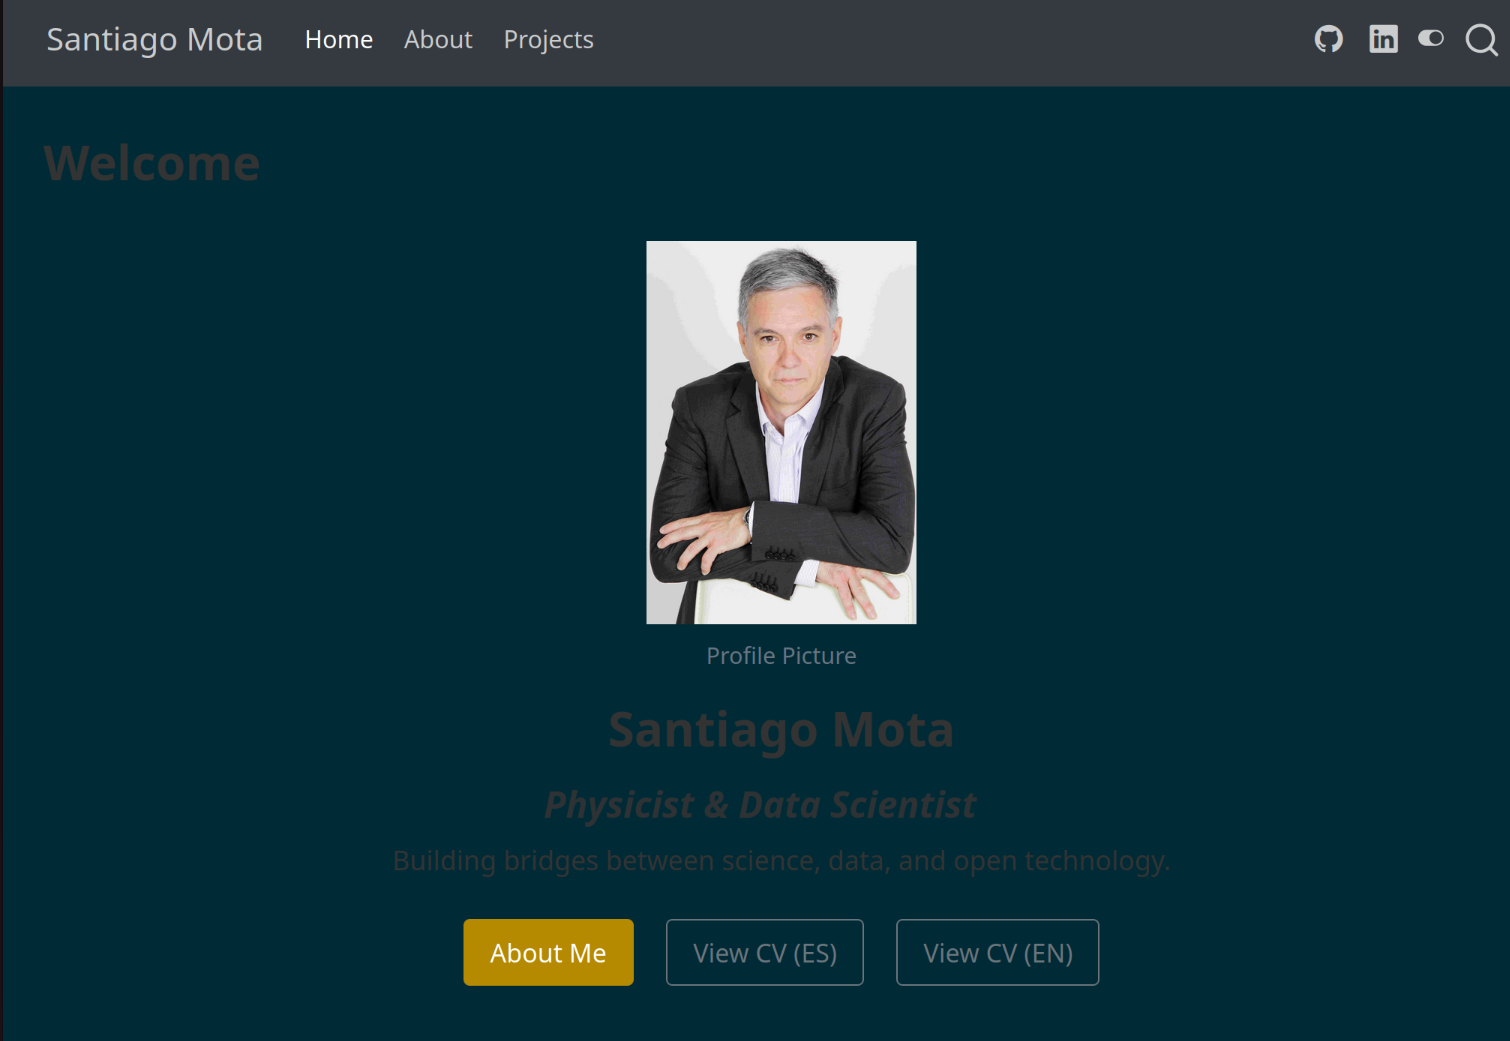 Santiago Mota Home About Projects
Welcome
Profile Picture
Santiago Mota
Physicist & Data Scientist
Building bridges between science, data, and open technology.
About Me View CV (ES) View CV (EN)